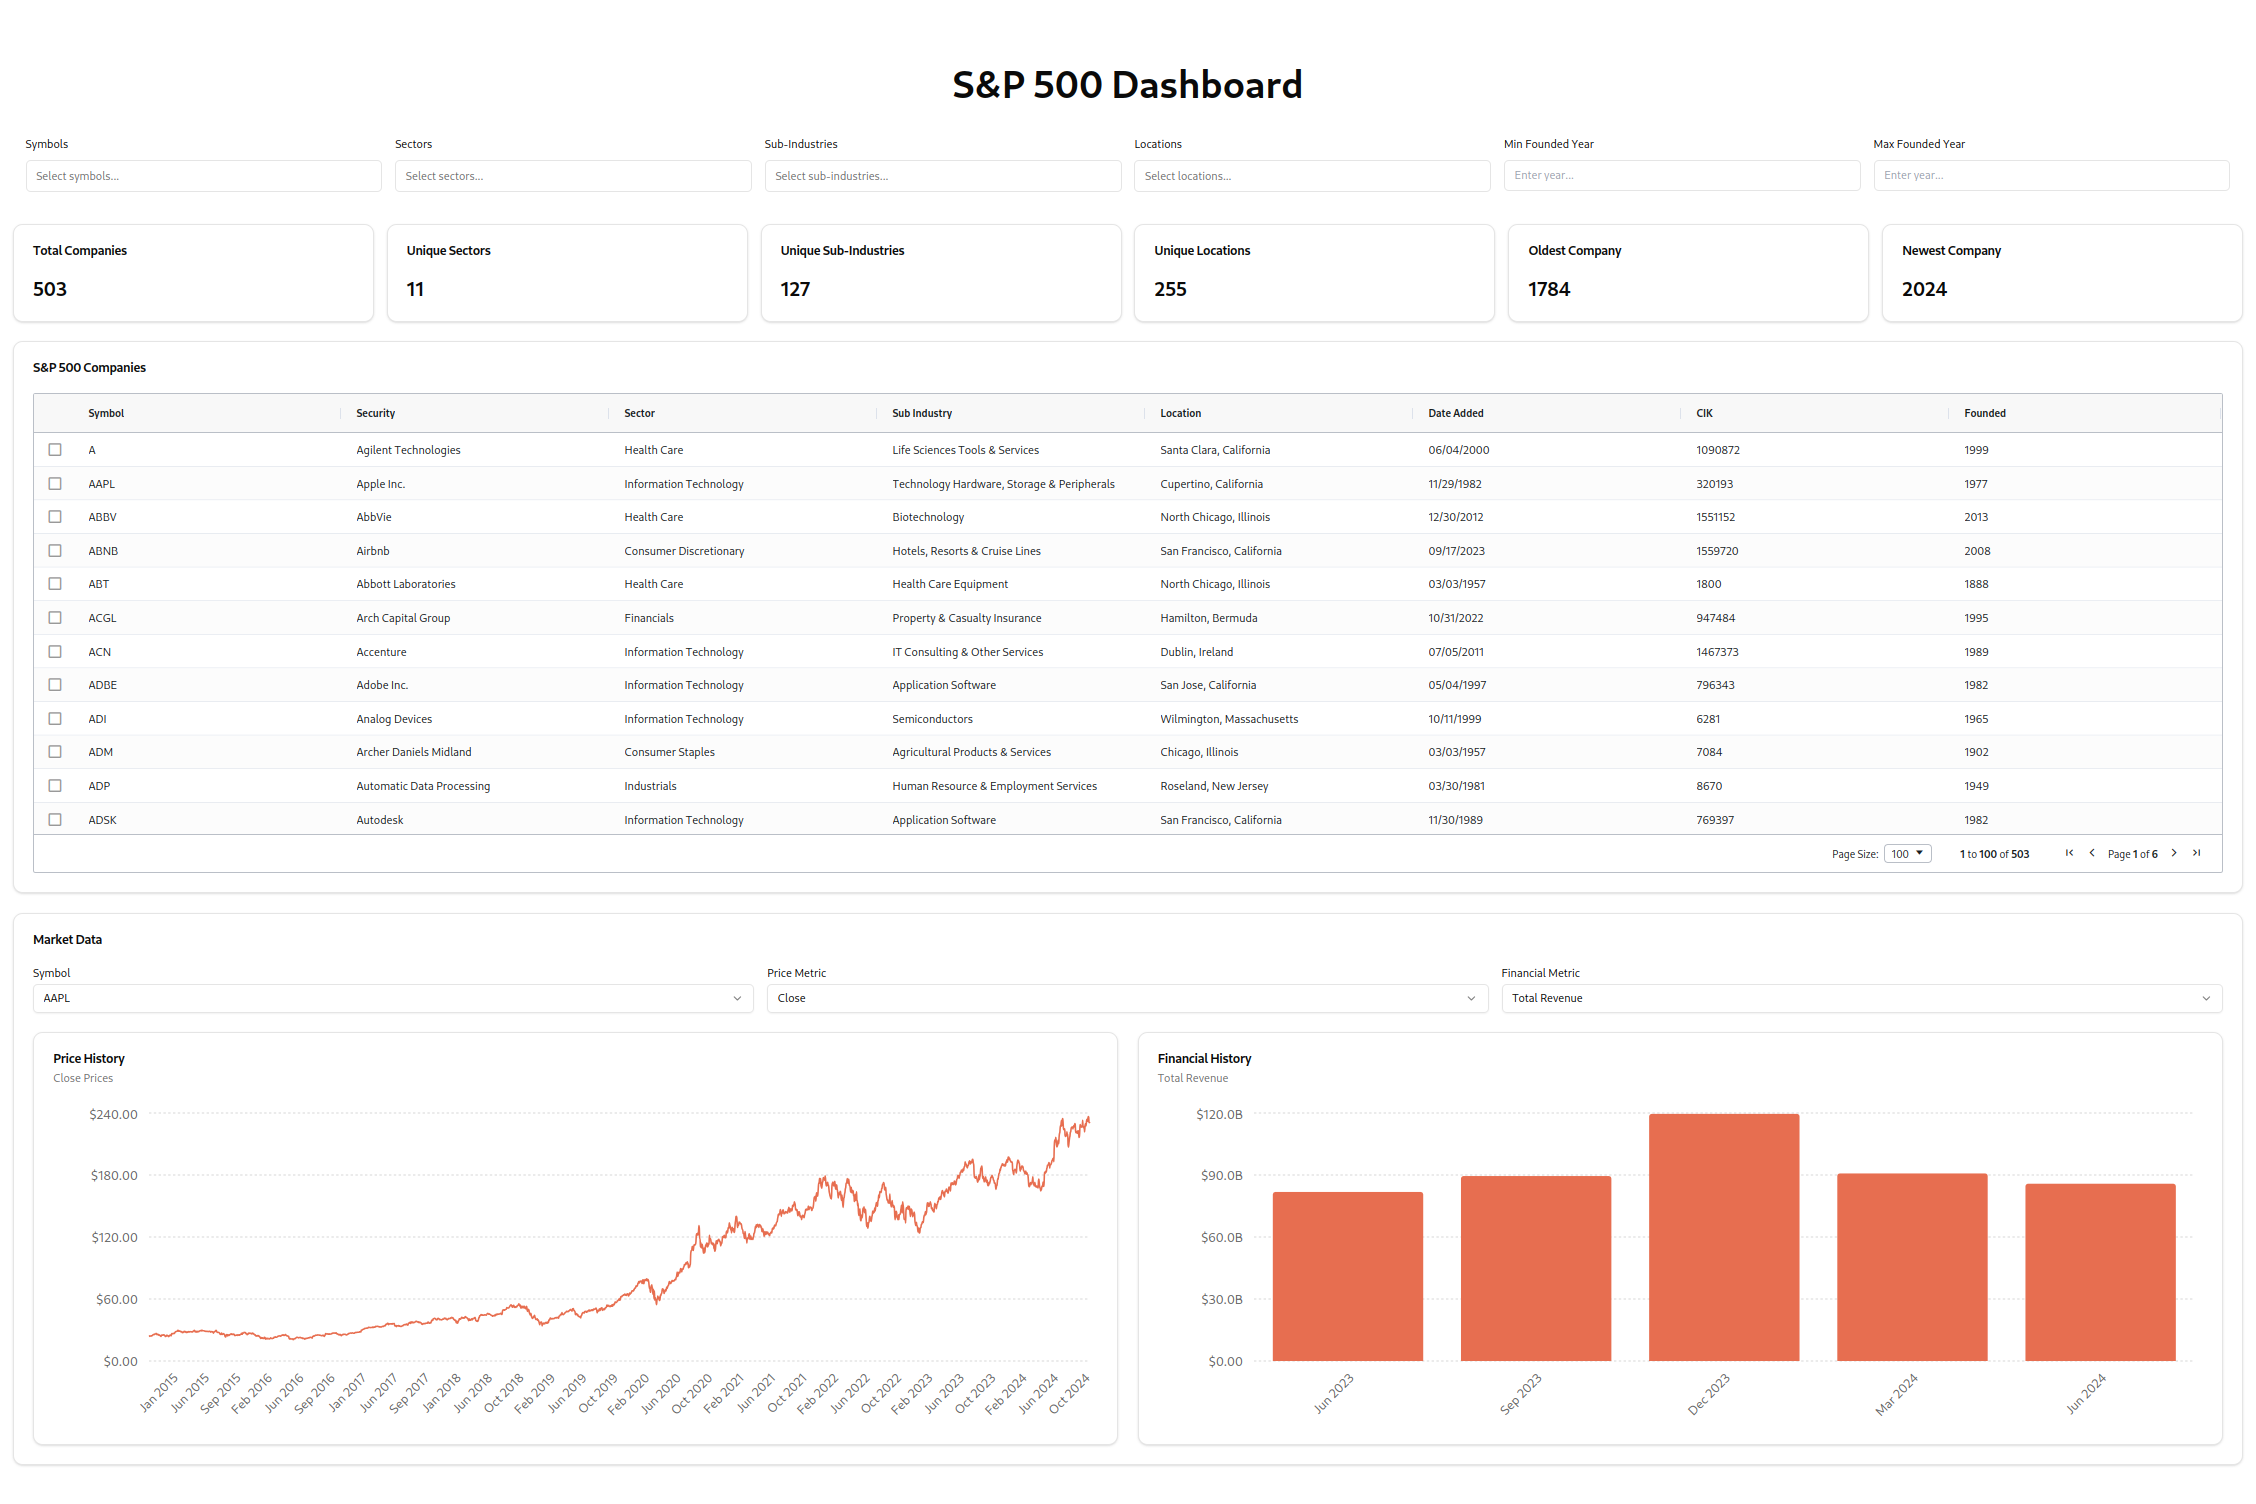 S&P 500 Dashboard
Symbols Sectors Sub-Industries Locations Min Founded Year Max Founded Year
Select symbols... Select sectors... Select sub-industries... Select locations... Enter year... Enter year...
Total Companies Unique Sectors Unique Sub-Industries Unique Locations Oldest Company Newest Company
503 11 127 255 1784 2024
S&P 500 Companies
Symbol Security Sector Sub Industry Location Date Added CIK Founded
A Agilent Technologies Health Care Life Sciences Tools & Services Santa Clara, California 06/04/2000 1090872 1999
AAPL Apple Inc. Information Technology Technology Hardware, Storage & Peripherals Cupertino, California 11/29/1982 320193 1977
ABBV AbbVie Health Care Biotechnology North Chicago, Illinois 12/30/2012 1551152 2013
ABNB Airbnb Consumer Discretionary Hotels, Resorts & Cruise Lines San Francisco, California 09/17/2023 1559720 2008
ABT Abbott Laboratories Health Care Health Care Equipment North Chicago, Illinois 03/03/1957 1800 1888
ACGL Arch Capital Group Financials Property & Casualty Insurance Hamilton, Bermuda 10/31/2022 947484 1995
ACN Accenture Information Technology IT Consulting & Other Services Dublin, Ireland 07/05/2011 1467373 1989
ADBE Adobe Inc. Information Technology Application Software San Jose, California 05/04/1997 796343 1982
ADI Analog Devices Information Technology Semiconductors Wilmington, Massachusetts 10/11/1999 6281 1965
ADM Archer Daniels Midland Consumer Staples Agricultural Products & Services Chicago, Illinois 03/03/1957 7084 1902
ADP Automatic Data Processing Industrials Human Resource & Employment Services Roseland, New Jersey 03/30/1981 8670 1949
ADSK Autodesk Information Technology Application Software San Francisco, California 11/30/1989 769397 1982
Page Size: 100 1 to 100 of 503 Page 1 of 6
Market Data
Symbol Price Metric Financial Metric
AAPL Close Total Revenue
Price History
Close Prices
$240.00
$180.00
$120.00
$60.00
$0.00
Jan 2015 Jun 2015 Sep 2015 Feb 2016 Jun 2016 Sep 2016 Jan 2017 Jun 2017 Sep 2017 Jan 2018 Jun 2018 Oct 2018 Feb 2019 Jun 2019 Oct 2019 Feb 2020 Jun 2020 Oct 2020 Feb 2021 Jun 2021 Oct 2021 Feb 2022 Jun 2022 Oct 2022 Feb 2023 Jun 2023 Oct 2023 Feb 2024 Jun 2024 Oct 2024
Financial History
Total Revenue
$120.0B
$90.0B
$60.0B
$30.0B
$0.00
Jun 2023 Sep 2023 Dec 2023 Mar 2024 Jun 2024